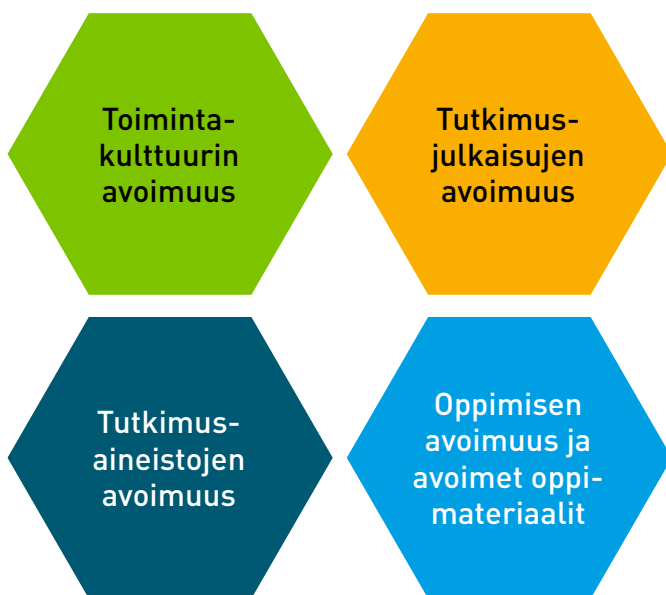 Toiminta-
kulttuurin
avoimuus
Tutkimus-
julkaisujen
avoimuus
Tutkimus-
aineistojen
avoimuus
Oppimisen
avoimuus ja
avoimet oppi-
materiaalit